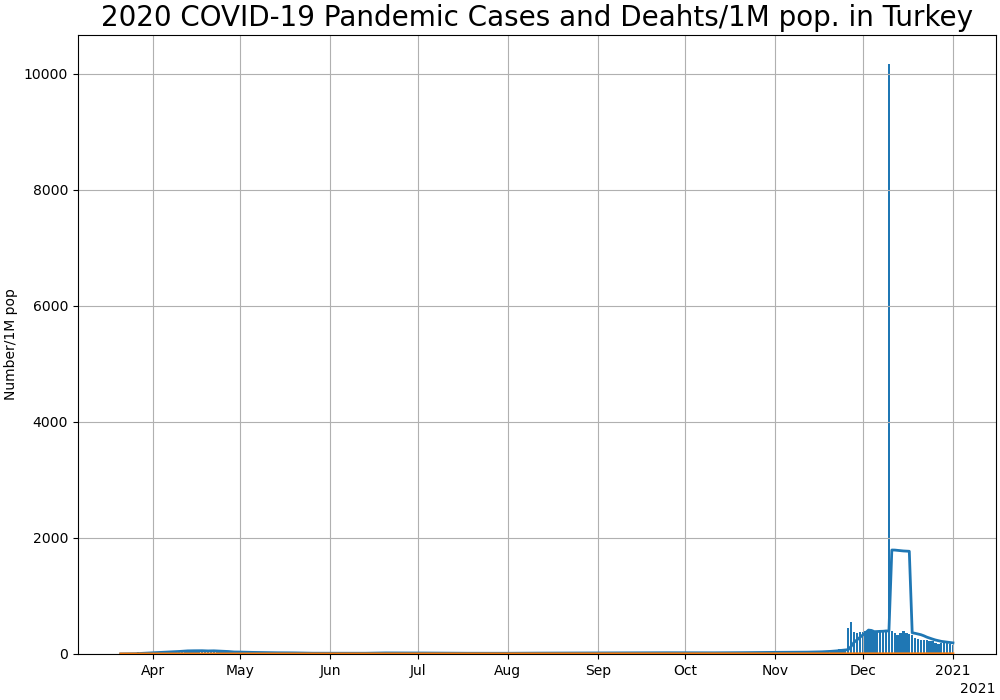 2020 COVID-19 Pandemic Cases and Deahts/1M pop. in Turkey
Number/1M pop
10000
8000
6000
4000
2000
0
Apr May Jun Jul Aug Sep Oct Nov Dec 2021
2021